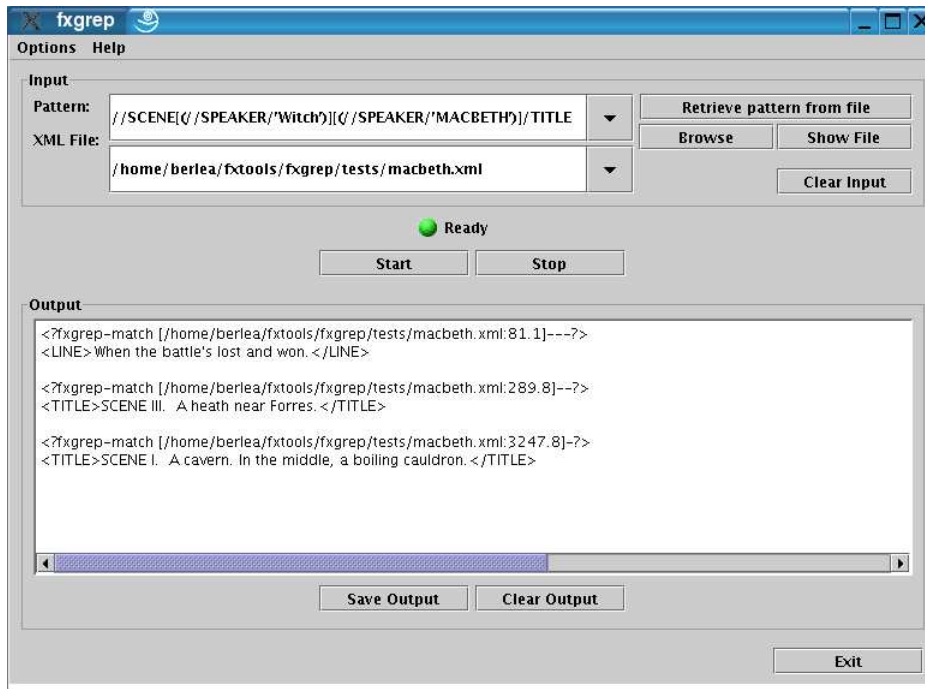 fxgrep
Options Help
Input
Pattern:
//SCENE[(//SPEAKER/'Witch')][(//SPEAKER/'MACBETH')]/TITLE
Retrieve pattern from file
XML File:
Browse
Show File
/home/berlea/fxtools/fxgrep/tests/macbeth.xml
Clear Input
Ready
Start
Stop
Output
<?fxgrep-match [/home/berlea/fxtools/fxgrep/tests/macbeth.xml:81.1]---?>
<LINE>When the battle's lost and won.</LINE>
<?fxgrep-match [/home/berlea/fxtools/fxgrep/tests/macbeth.xml:289.8]--?>
<TITLE>SCENE III.  A heath near Forres.</TITLE>
<?fxgrep-match [/home/berlea/fxtools/fxgrep/tests/macbeth.xml:3247.8]-?>
<TITLE>SCENE I.  A cavern. In the middle, a boiling cauldron.</TITLE>
Save Output
Clear Output
Exit